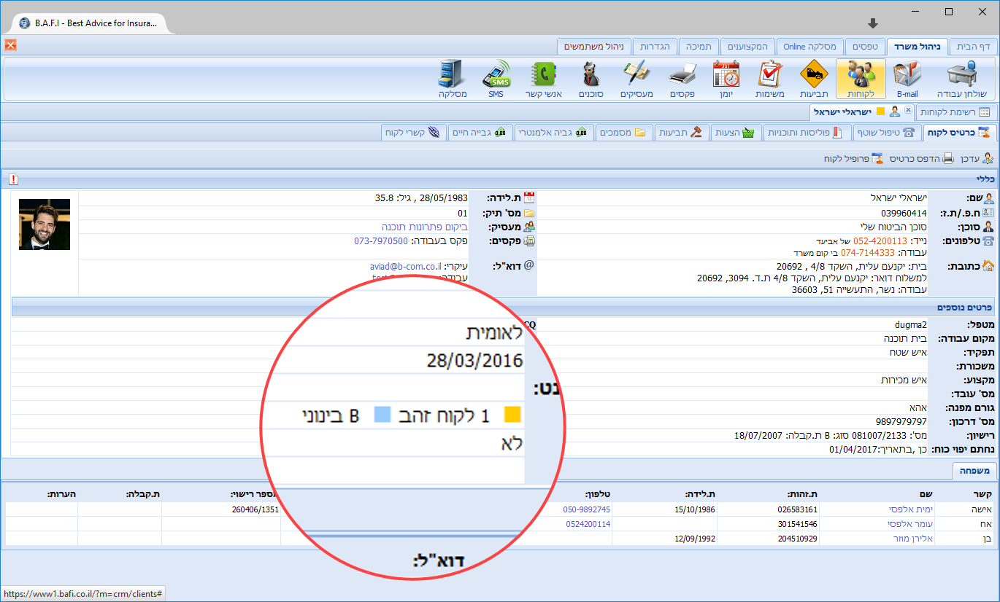 B.A.F.I - Best Advice for Insura...
דף הבית
ניהול משרד
טפסים
מסלקה Online
המקצוענים
תמיכה
הגדרות
ניהול משתמשים
שולחן עבודה
B-mail
לקוחות
תביעות
משימות
יומן
פקסים
מעסיקים
סוכנים
אנשי קשר
SMS
מסלקה
רשימת לקוחות
ישראלי ישראל
כרטיס לקוח
טיפול שוטף
פוליסות ותוכניות
הצעות
תביעות
מסמכים
גביה אלמנטרי
גבייה חיים
קשרי לקוח
עדכן הדפס כרטיס פרופיל לקוח
כללי
שם: ישראלי ישראל ת.לידה: 28/05/1983 , גיל: 35.8
ח.פ./ת.ז: 039960414 מס' תיק: 01
סוכן: סוכן הביטוח שלי מעסיק: ביקום פתרונות תוכנה
טלפונים: נייד: 052-4200113 של אביעד פקסים: פקס בעבודה: 073-7970500
עבודה: 074-7144333 בי קום משרד
כתובת: בית: יקנעם עלית, השקד 4/8 , 20692 דוא"ל: עיקרי: aviad@b-com.co.il
למשלוח דואר: יקנעם עלית, השקד 4/8 ת.ד. 3094, 20692
עבודה: נשר, התעשייה 51, 36603
פרטים נוספים
מטפל: dugma2
מקום עבודה: בית תוכנה
תפקיד: איש שטח
משכורת:
מקצוע: איש מכירות
מס' עובד:
גורם מפנה: אהא
מס' דרכון: 9897979797
רישיון: מס': 081007/2133 סוג: B ת.קבלה: 18/07/2007
נחתם יפוי כוח: כן ,בתאריך:01/04/2017
לאומית
28/03/2016
נט:
1 לקוח זהב B בינוני
לא
דוא"ל:
משפחה
קשר שם ת.זהות: ת.לידה: טלפון: מספר רישוי: ת.קבלה: הערות:
אישה ימית אלפסי 026583161 15/10/1986 050-9892745 260406/1351
אח עומר אלפסי 301541546 0524200114
בן אלירן מוזר 204510929 12/09/1992
https://www1.bafi.co.il/?m=crm/clients#